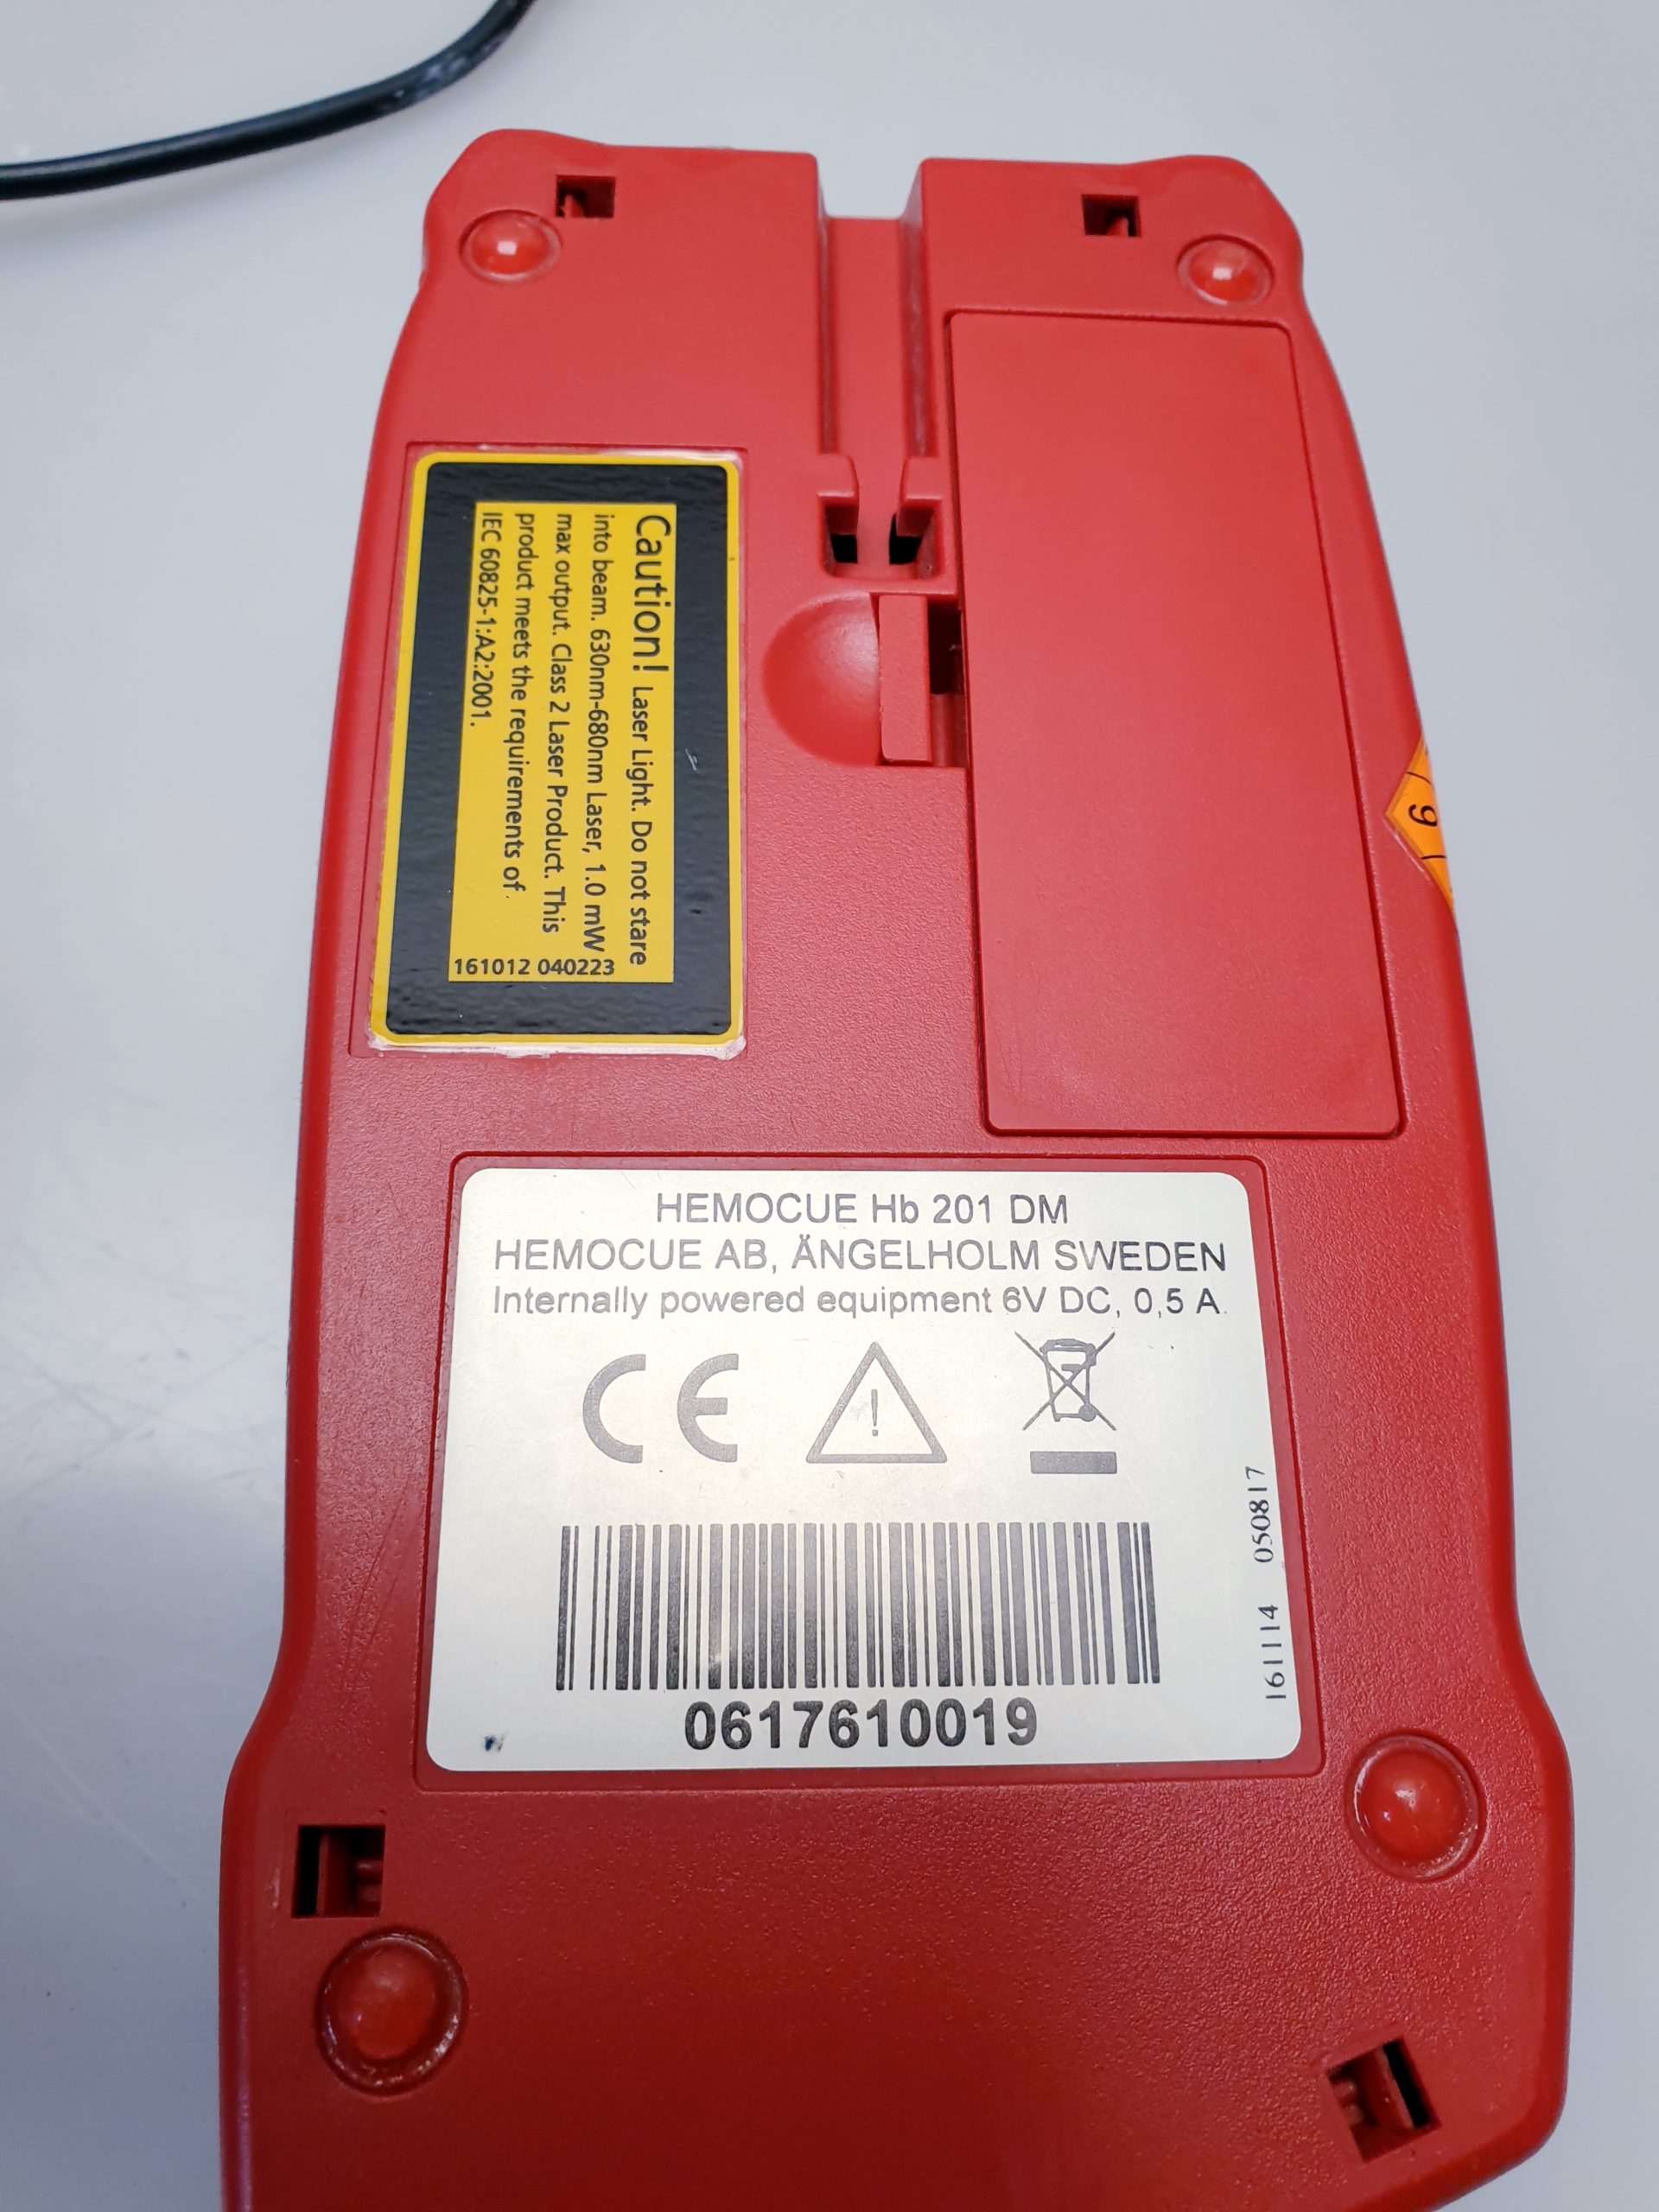 Caution! Laser Light. Do not stare
into beam. 630nm-680nm Laser, 1.0 mW
max output. Class 2 Laser Product. This
product meets the requirements of
IEC 60825-1:A2:2001.
161012 040223
9
HEMOCUE Hb 201 DM
HEMOCUE AB, ÄNGELHOLM SWEDEN
Internally powered equipment 6V DC, 0,5 A.
CE
!
161114 050817
0617610019